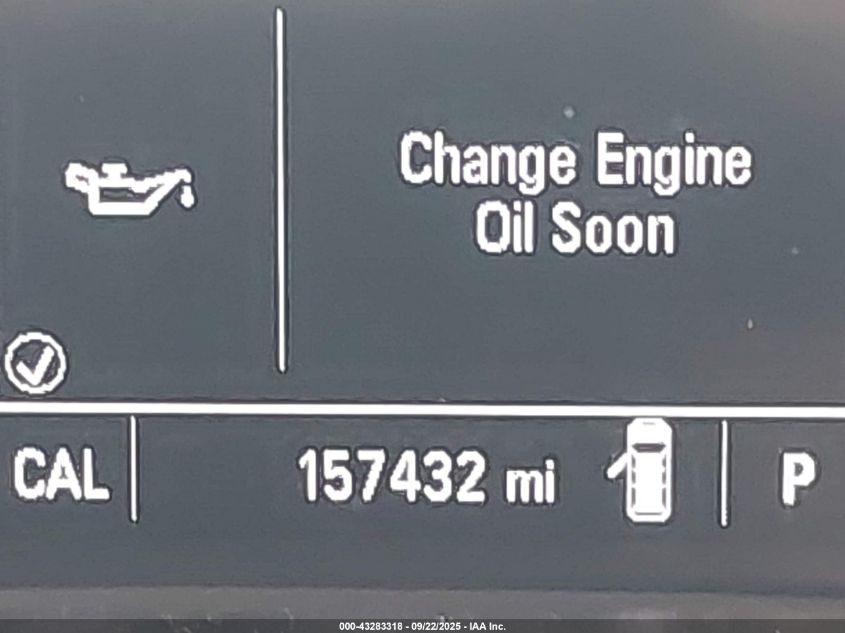 Change Engine
Oil Soon
CAL 157432 mi P
000-43283318 - 09/22/2025 - IAA Inc.